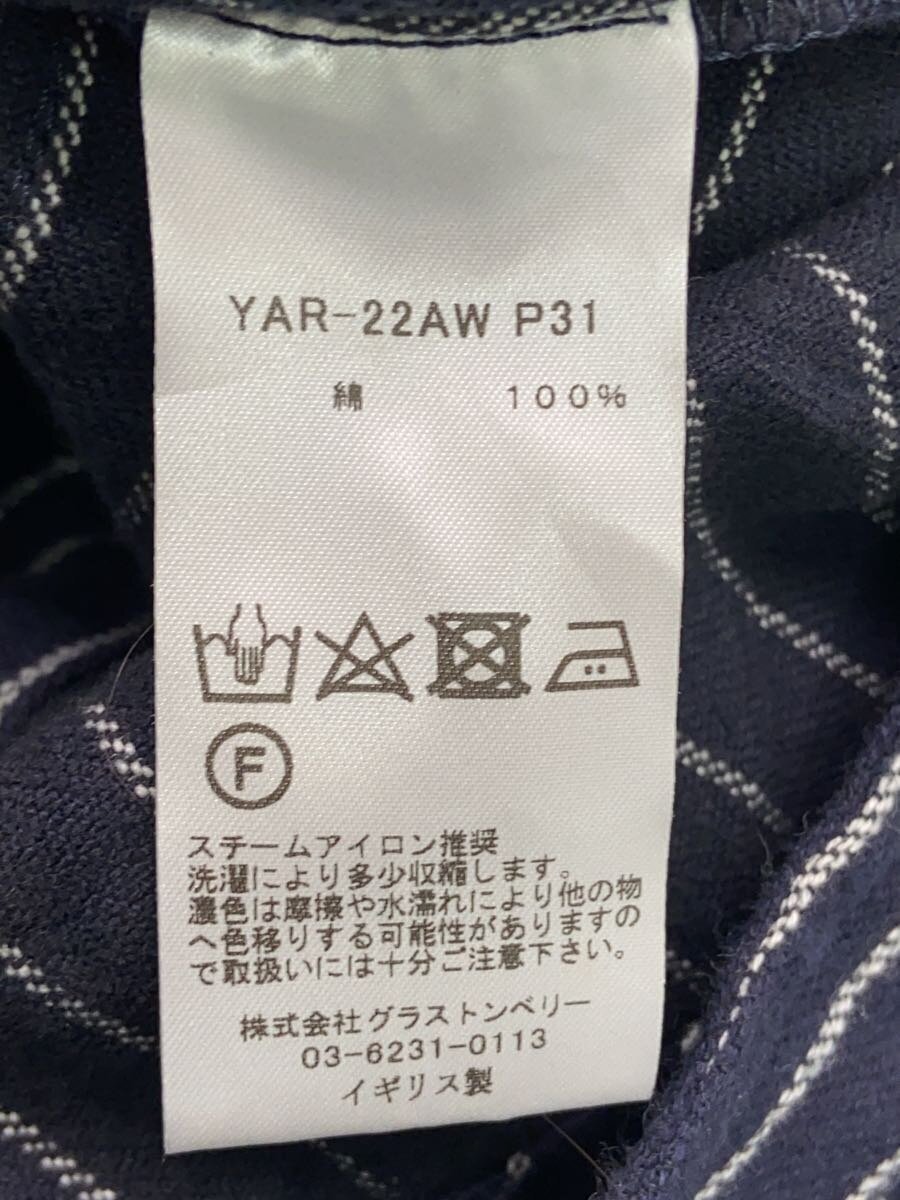 YAR-22AW P31
綿 100%
F
スチームアイロン推奨
洗濯により多少収縮します。
濃色は摩擦や水濡れにより他の物
へ色移りする可能性がありますの
で取扱いには十分ご注意下さい。
株式会社グラストンベリー
03-6231-0113
イギリス製